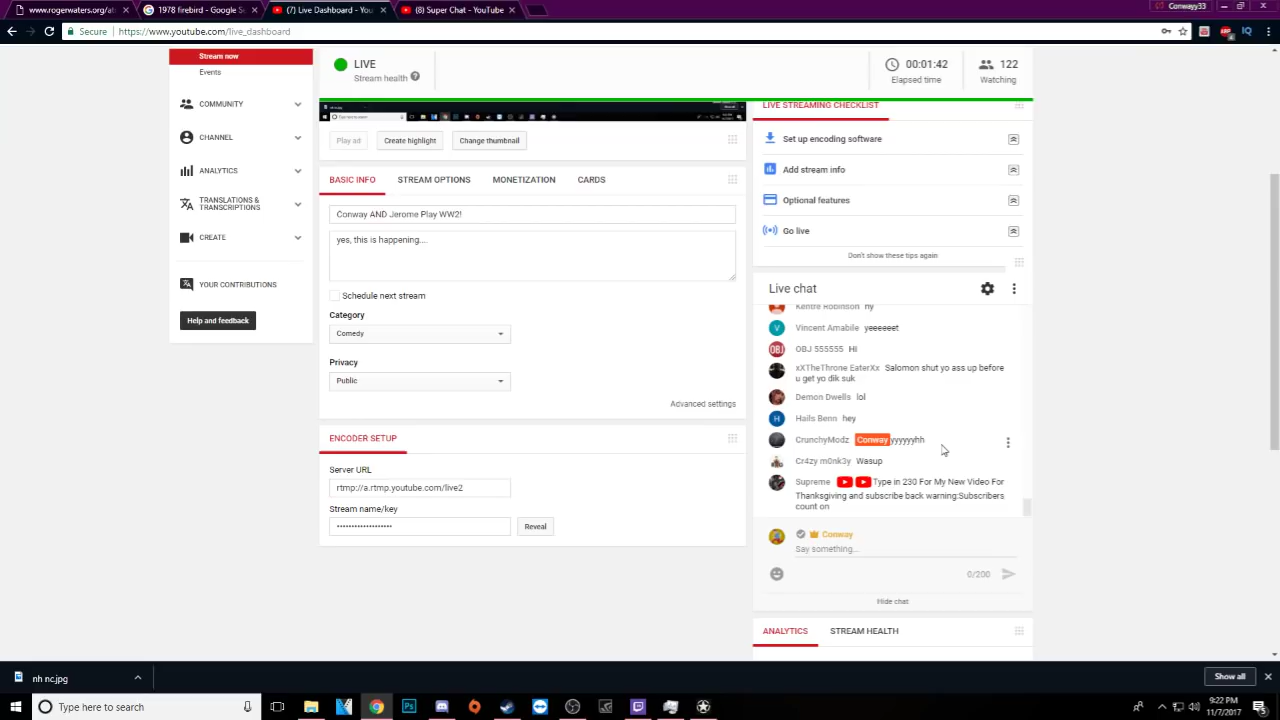 www.rogerwaters.org/af
1978 firebird - Google S
(7) Live Dashboard - You
(8) Super Chat - YouTube
Conwayy33
Secure
https://www.youtube.com/live_dashboard
Stream now
Events
COMMUNITY
CHANNEL
ANALYTICS
TRANSLATIONS &
TRANSCRIPTIONS
CREATE
YOUR CONTRIBUTIONS
Help and feedback
LIVE
Stream health
00:01:42
Elapsed time
122
Watching
Play ad
Create highlight
Change thumbnail
BASIC INFO
STREAM OPTIONS
MONETIZATION
CARDS
Conway AND Jerome Play WW2!
yes, this is happening....
Schedule next stream
Category
Comedy
Privacy
Public
Advanced settings
ENCODER SETUP
Server URL
rtmp://a.rtmp.youtube.com/live2
Stream name/key
Reveal
LIVE STREAMING CHECKLIST
Set up encoding software
Add stream info
Optional features
Go live
Don't show these tips again
Live chat
Kentre Robinson hy
V Vincent Amabile yeeeeeet
OBJ OBJ 555555 Hi
xXTheThrone EaterXx Salomon shut yo ass up before
u get yo dik suk
Demon Dwells lol
H Hails Benn hey
CrunchyModz Conwayyyyyyyhh
Cr4zy m0nk3y Wasup
Supreme Type in 230 For My New Video For
Thanksgiving and subscribe back warning:Subscribers
count on
Conway
Say something...
0/200
Hide chat
ANALYTICS
STREAM HEALTH
nh nc.jpg
Show all
Type here to search
9:22 PM
11/7/2017